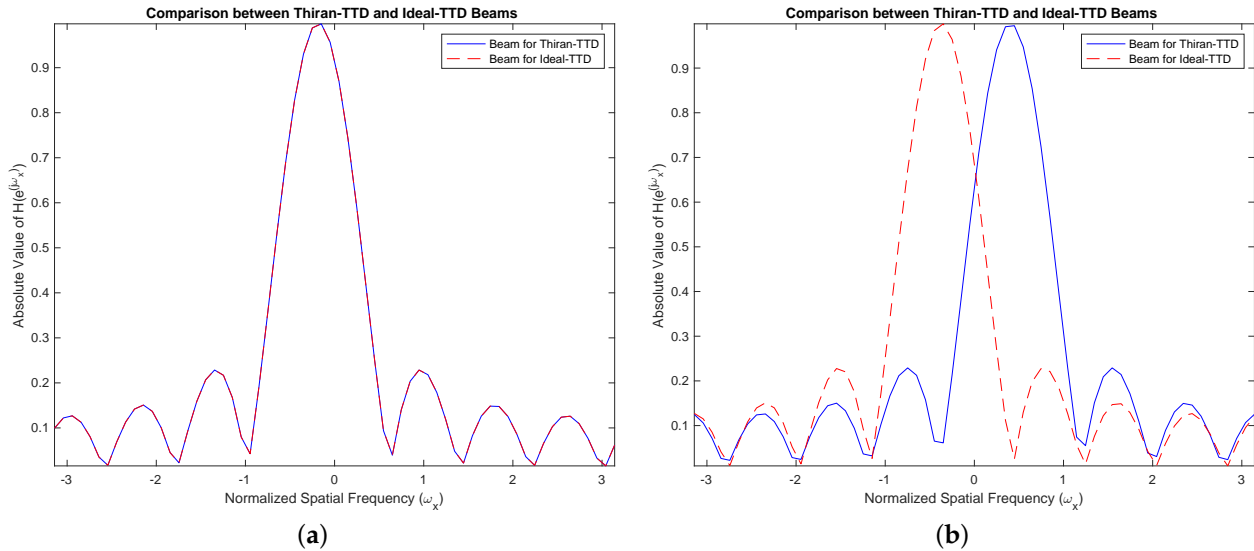 Comparison between Thiran-TTD and Ideal-TTD Beams
Beam for Thiran-TTD
Beam for Ideal-TTD
Absolute Value of H(e^(jω_x))
0.9
0.8
0.7
0.6
0.5
0.4
0.3
0.2
0.1
-3 -2 -1 0 1 2 3
Normalized Spatial Frequency (ω_x)
(a)
Comparison between Thiran-TTD and Ideal-TTD Beams
Beam for Thiran-TTD
Beam for Ideal-TTD
Absolute Value of H(e^(jω_x))
0.9
0.8
0.7
0.6
0.5
0.4
0.3
0.2
0.1
-3 -2 -1 0 1 2 3
Normalized Spatial Frequency (ω_x)
(b)